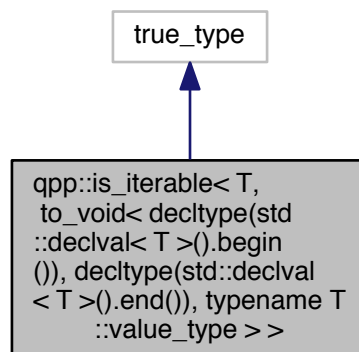 true_type
qpp::is_iterable< T,
to_void< decltype(std
::declval< T >().begin
()), decltype(std::declval
< T >().end()), typename T
::value_type > >